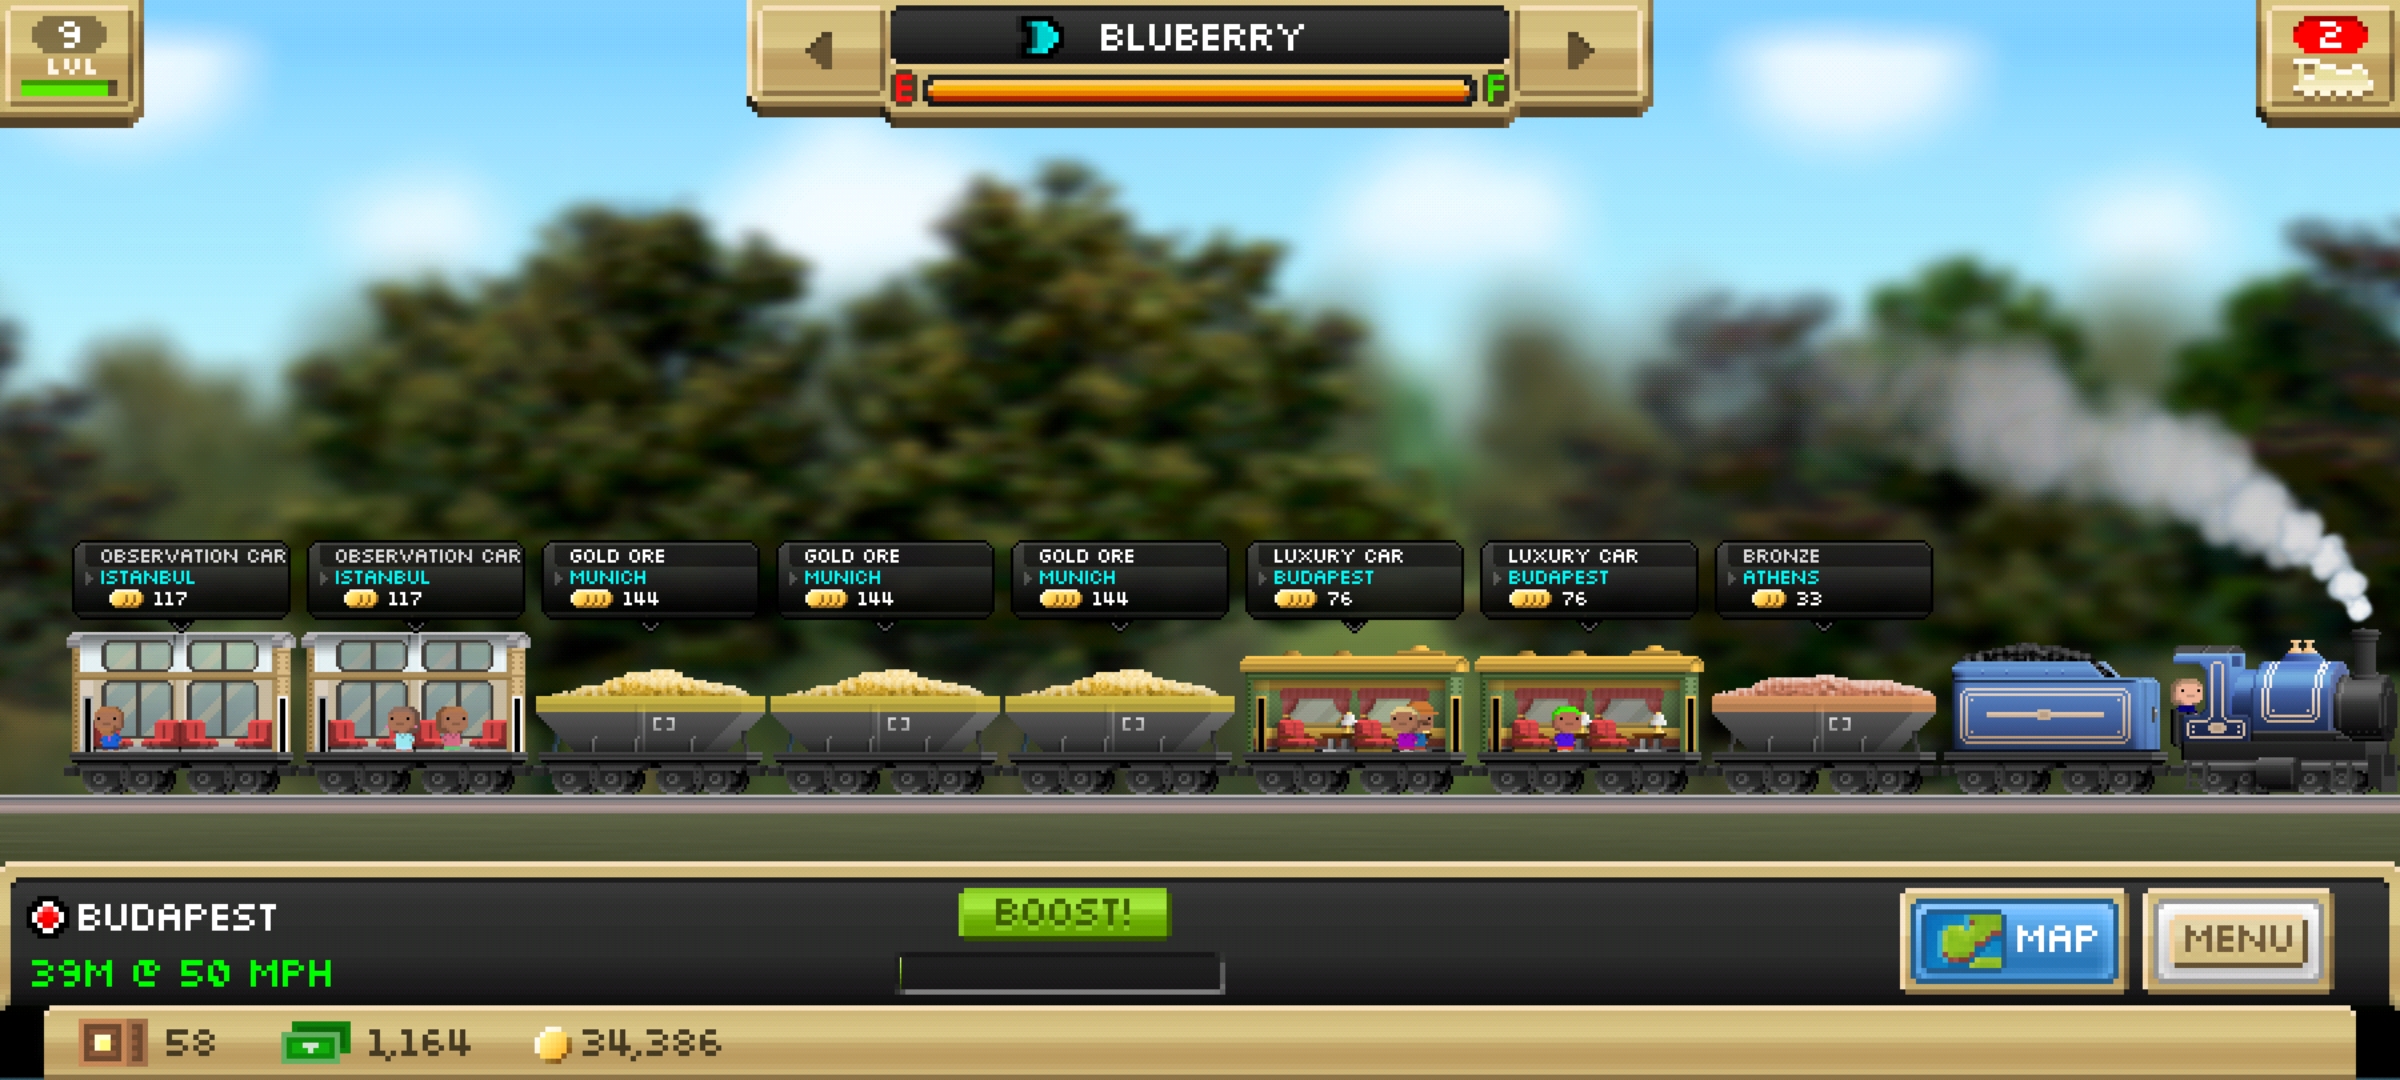 9
LVL
BLUBERRY
E
F
2
OBSERVATION CAR
ISTANBUL
117
OBSERVATION CAR
ISTANBUL
117
GOLD ORE
MUNICH
144
GOLD ORE
MUNICH
144
GOLD ORE
MUNICH
144
LUXURY CAR
BUDAPEST
76
LUXURY CAR
BUDAPEST
76
BRONZE
ATHENS
33
BUDAPEST
39M @ 50 MPH
BOOST!
MAP
MENU
58
1,164
34,386